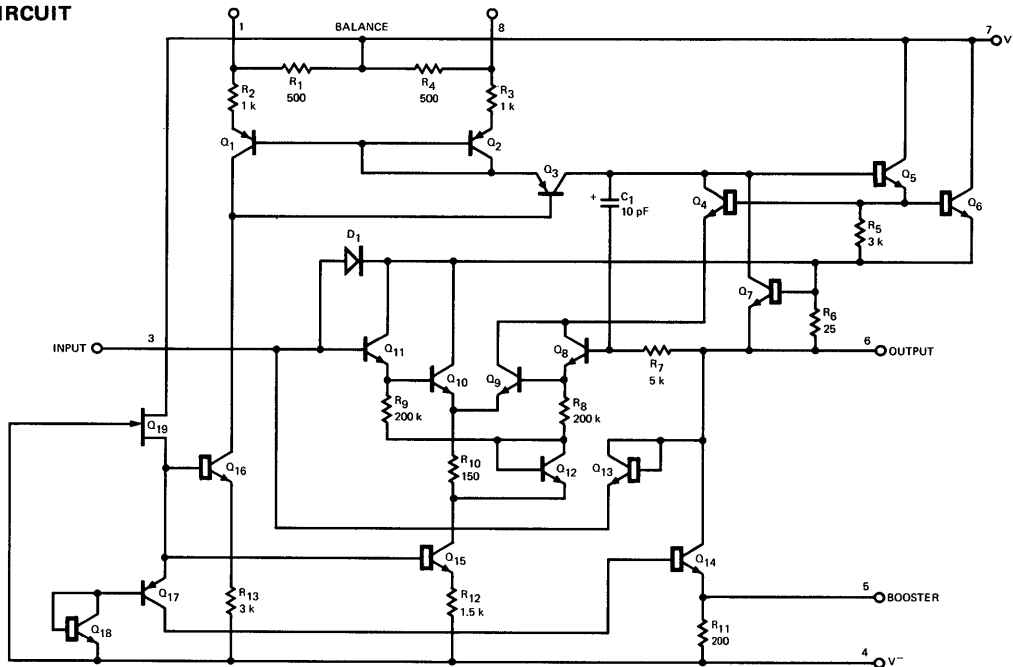 IRCUIT
1
BALANCE
8
7
V
R1
500
R4
500
R2
1 k
R3
1 k
Q1
Q2
Q3
Q5
+
C1
10 pF
Q4
Q6
R5
3 k
D1
Q7
R6
25
INPUT
3
Q11
Q10
Q9
Q8
R7
5 k
6
OUTPUT
R9
200 k
R8
200 k
Q19
Q16
R10
150
Q12
Q13
Q15
Q14
Q17
R13
3 k
R12
1.5 k
5
BOOSTER
Q18
R11
200
4
V−